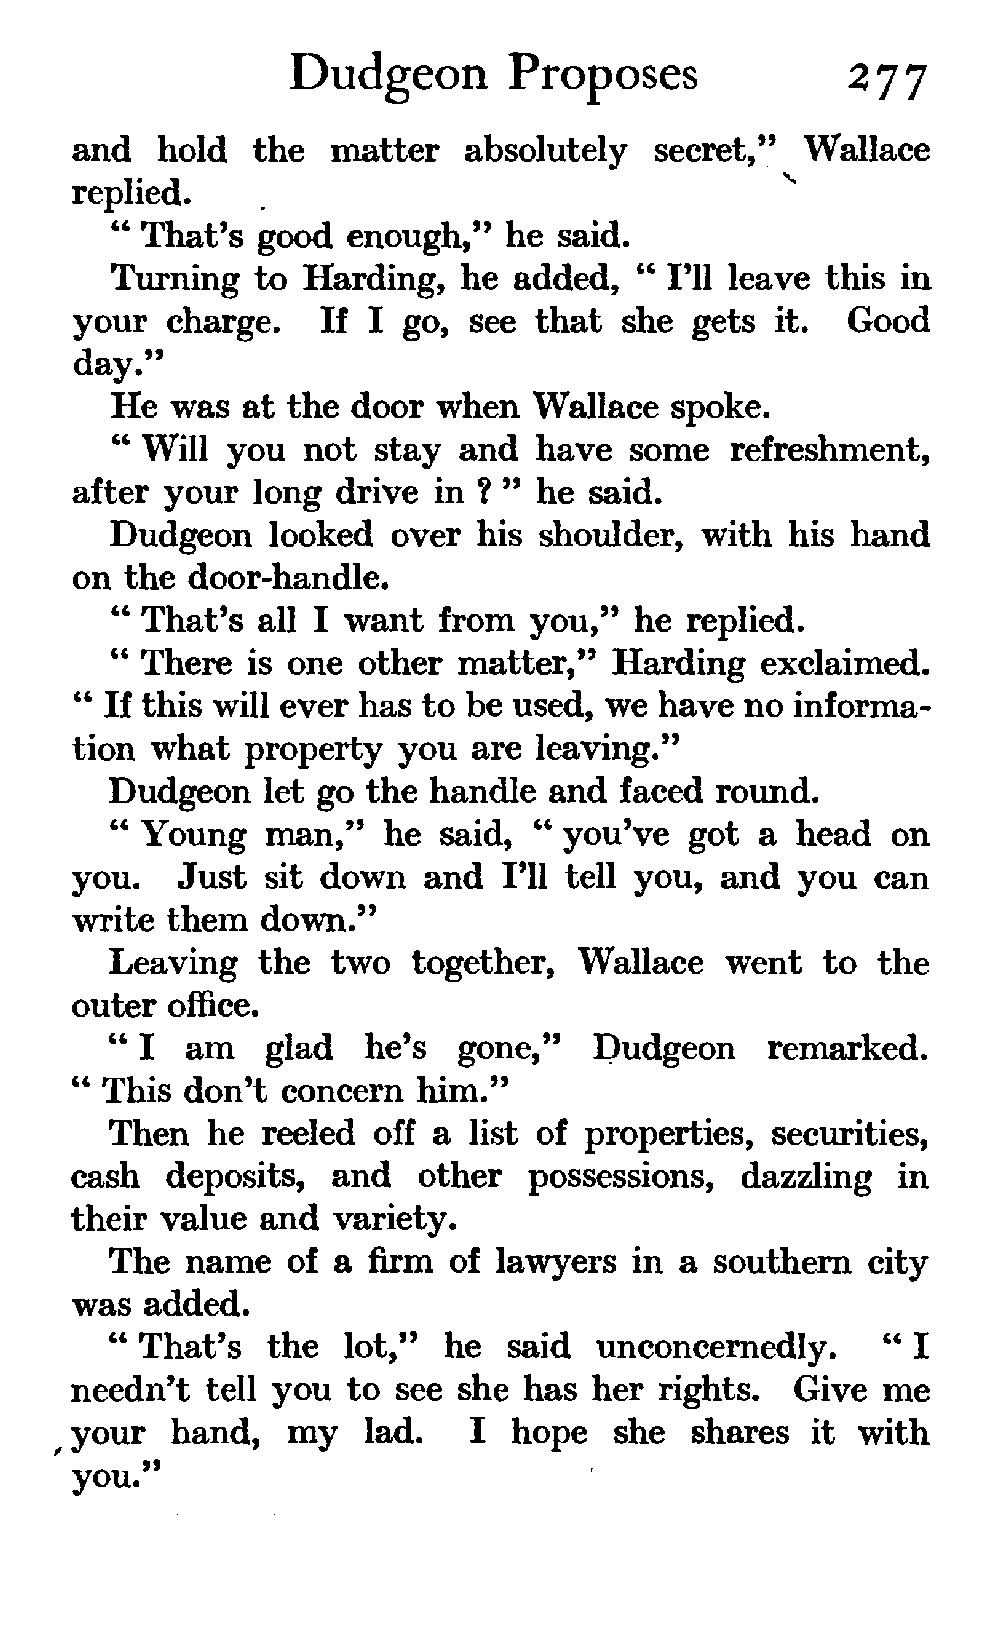 Dudgeon Proposes 277
and hold the matter absolutely secret,” Wallace
replied.
“ That’s good enough,” he said.
Turning to Harding, he added, “ I’ll leave this in
your charge. If I go, see that she gets it. Good
day.”
He was at the door when Wallace spoke.
“ Will you not stay and have some refreshment,
after your long drive in ? ” he said.
Dudgeon looked over his shoulder, with his hand
on the door-handle.
“ That’s all I want from you,” he replied.
“ There is one other matter,” Harding exclaimed.
“ If this will ever has to be used, we have no informa-
tion what property you are leaving.”
Dudgeon let go the handle and faced round.
“ Young man,” he said, “ you’ve got a head on
you. Just sit down and I’ll tell you, and you can
write them down.”
Leaving the two together, Wallace went to the
outer office.
“ I am glad he’s gone,” Dudgeon remarked.
“ This don’t concern him.”
Then he reeled off a list of properties, securities,
cash deposits, and other possessions, dazzling in
their value and variety.
The name of a firm of lawyers in a southern city
was added.
“ That’s the lot,” he said unconcernedly. “ I
needn’t tell you to see she has her rights. Give me
your hand, my lad. I hope she shares it with
you.”